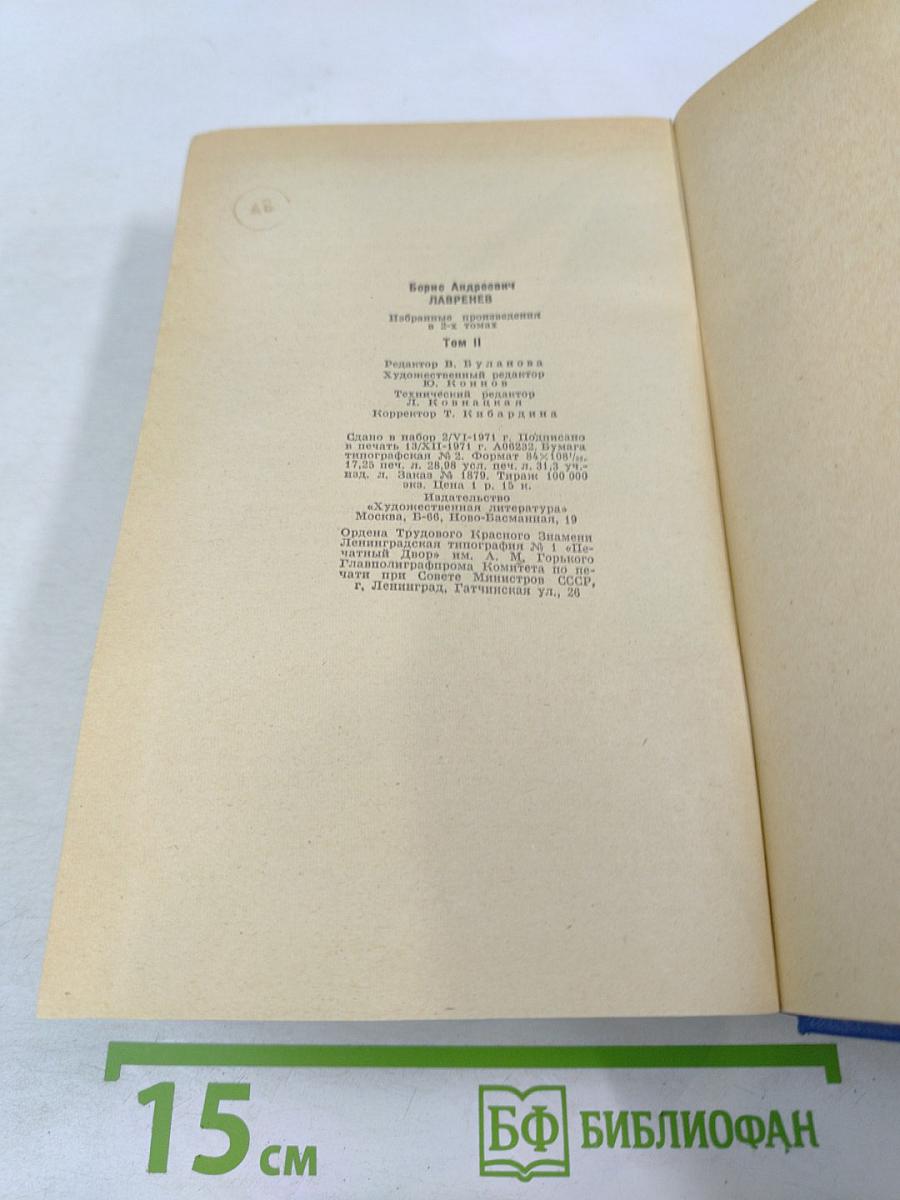 Борис Андреевич
ЛАВРЕНЕВ
Избранные произведения
в 2-х томах
Том II
Редактор В. Буланова
Художественный редактор
Ю. Коннов
Технический редактор
Л. Ковнацкая
Корректор Т. Кибардина
Сдано в набор 2/VI-1971 г. Подписано
в печать 13/XII-1971 г. А06232. Бумага
типографская № 2. Формат 84×108¹/₃₂.
17,25 печ. л. 28,98 усл. печ. л. 31,3 уч.-
изд. л. Заказ № 1879. Тираж 100 000
экз. Цена 1 р. 15 к.
Издательство
«Художественная литература»
Москва, Б-66, Ново-Басманная, 19
Ордена Трудового Красного Знамени
Ленинградская типография № 1 «Пе-
чатный Двор» им. А. М. Горького
Главполиграфпрома Комитета по пе-
чати при Совете Министров СССР,
г. Ленинград, Гатчинская ул., 26
15 см
БФ БИБЛИОФАН